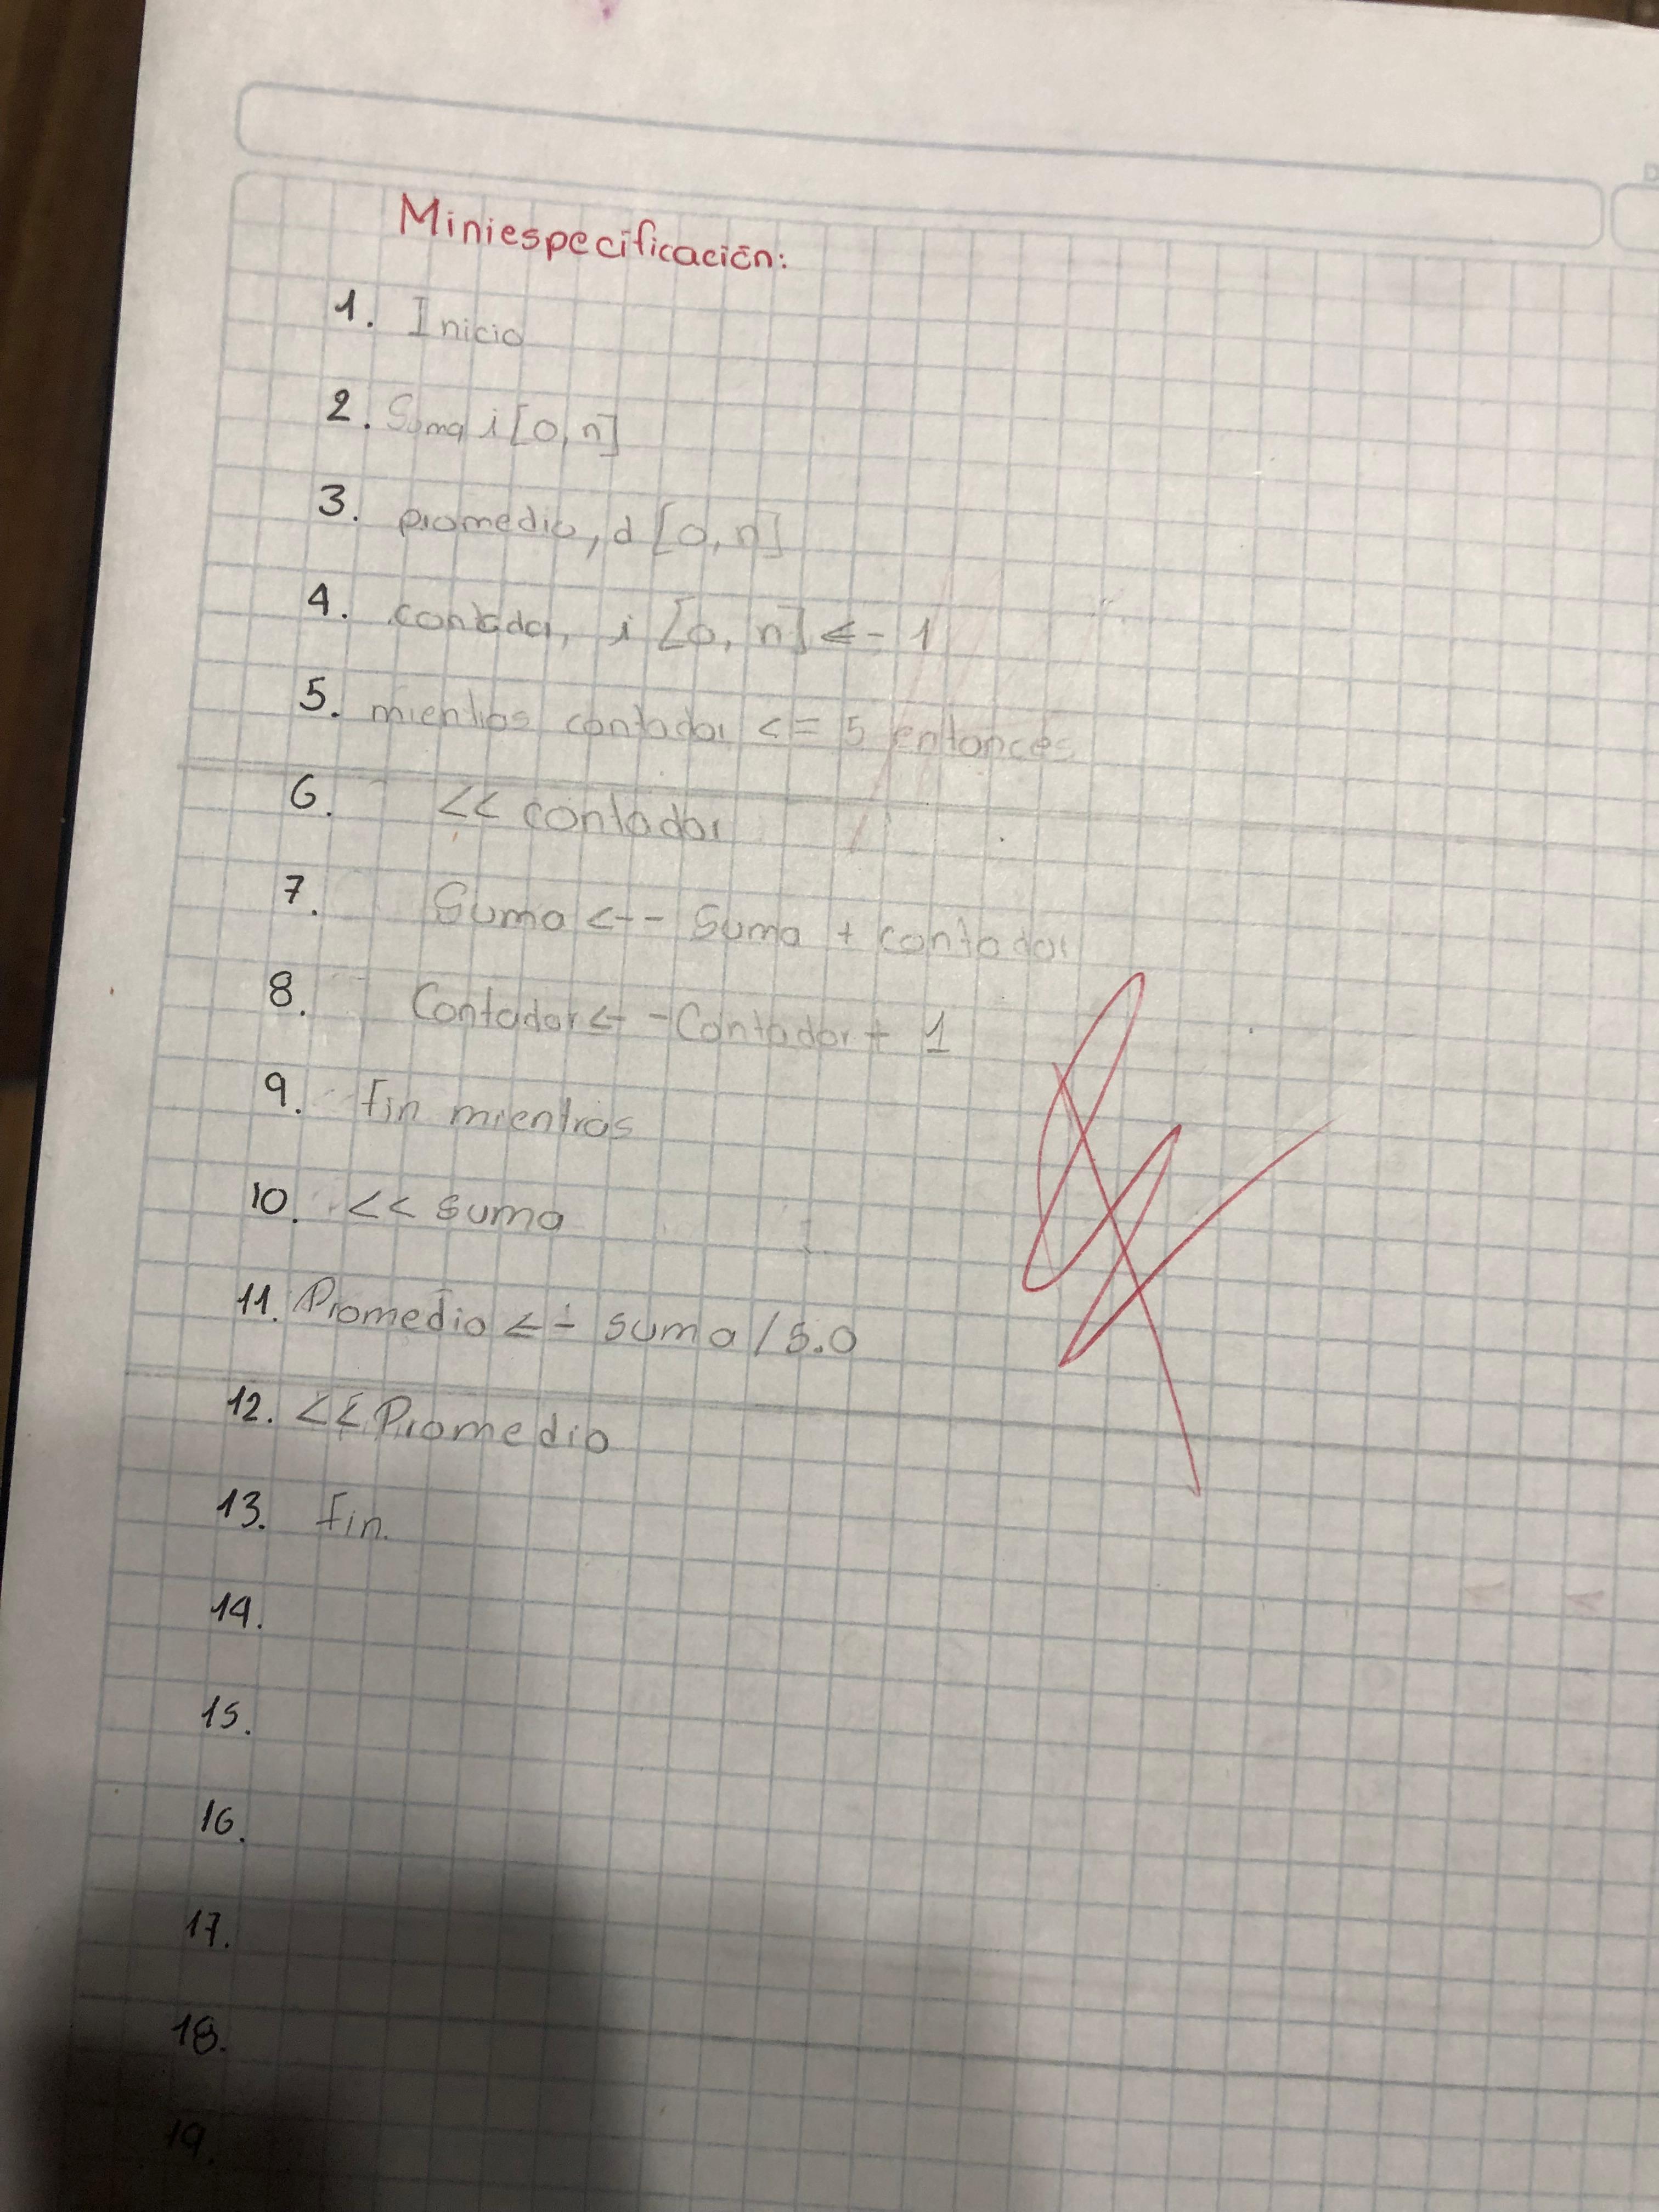 Miniespecificación:
1. Inicio
2. Suma i [0, n]
3. promedio, d [0, n]
4. contador, i [0, n] <- 1
5. mientras contador <= 5 entonces
6. << contador
7. Suma <-- Suma + contador
8. Contador <- - Contador + 1
9. fin mientras
10. << suma
11. Promedio <- suma / 5.0
12. << Promedio
13. fin.
14.
15.
16.
17.
18.
19.